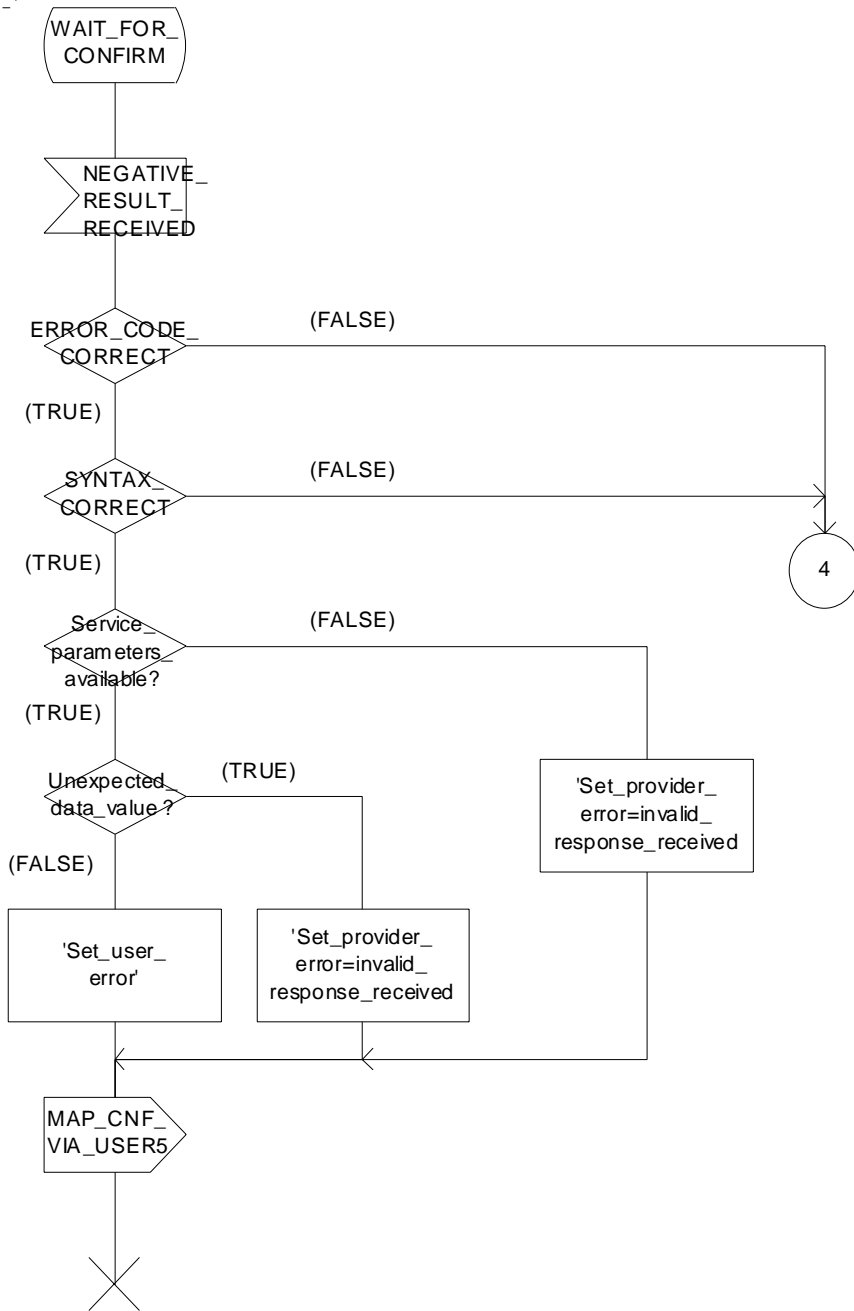 WAIT_FOR_
CONFIRM
NEGATIVE_
RESULT_
RECEIVED
ERROR_CODE_
CORRECT
(FALSE)
(TRUE)
SYNTAX_
CORRECT
(FALSE)
(TRUE)
4
Service_
parameters_
available?
(FALSE)
(TRUE)
Unexpected_
data_value ?
(TRUE)
'Set_provider_
error=invalid_
response_received
(FALSE)
'Set_user_
error'
'Set_provider_
error=invalid_
response_received
MAP_CNF_
VIA_USER5